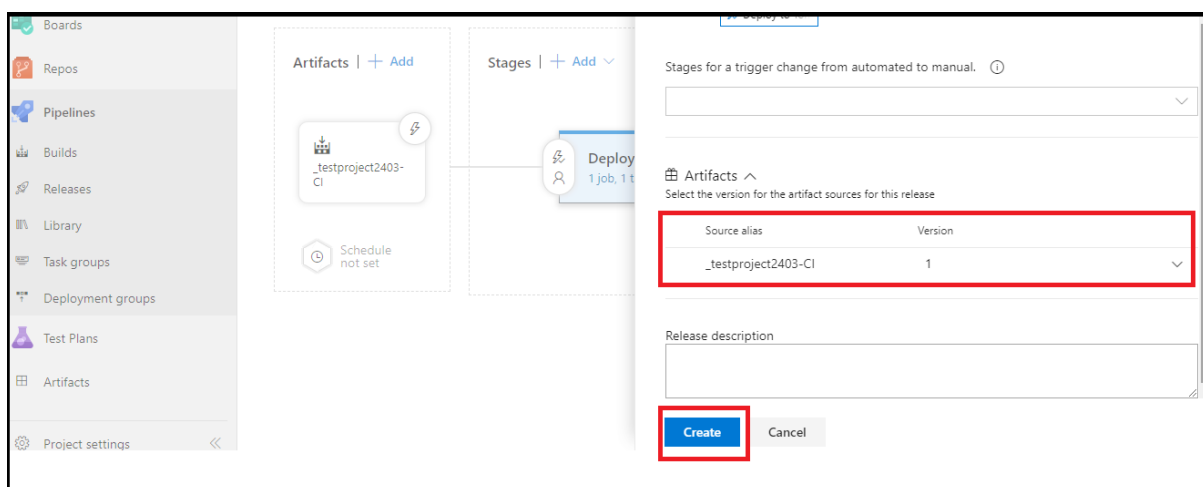 Boards
Repos
Pipelines
Builds
Releases
Library
Task groups
Deployment groups
Test Plans
Artifacts
Project settings
Artifacts | + Add
_testproject2403-
CI
Schedule
not set
Stages | + Add
Deploy
1 job, 1 t
Deploy to
Stages for a trigger change from automated to manual.
Artifacts
Select the version for the artifact sources for this release
Source alias Version
_testproject2403-CI 1
Release description
Create Cancel